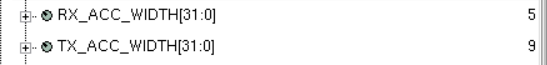 RX_ACC_WIDTH[31:0] 5
TX_ACC_WIDTH[31:0] 9